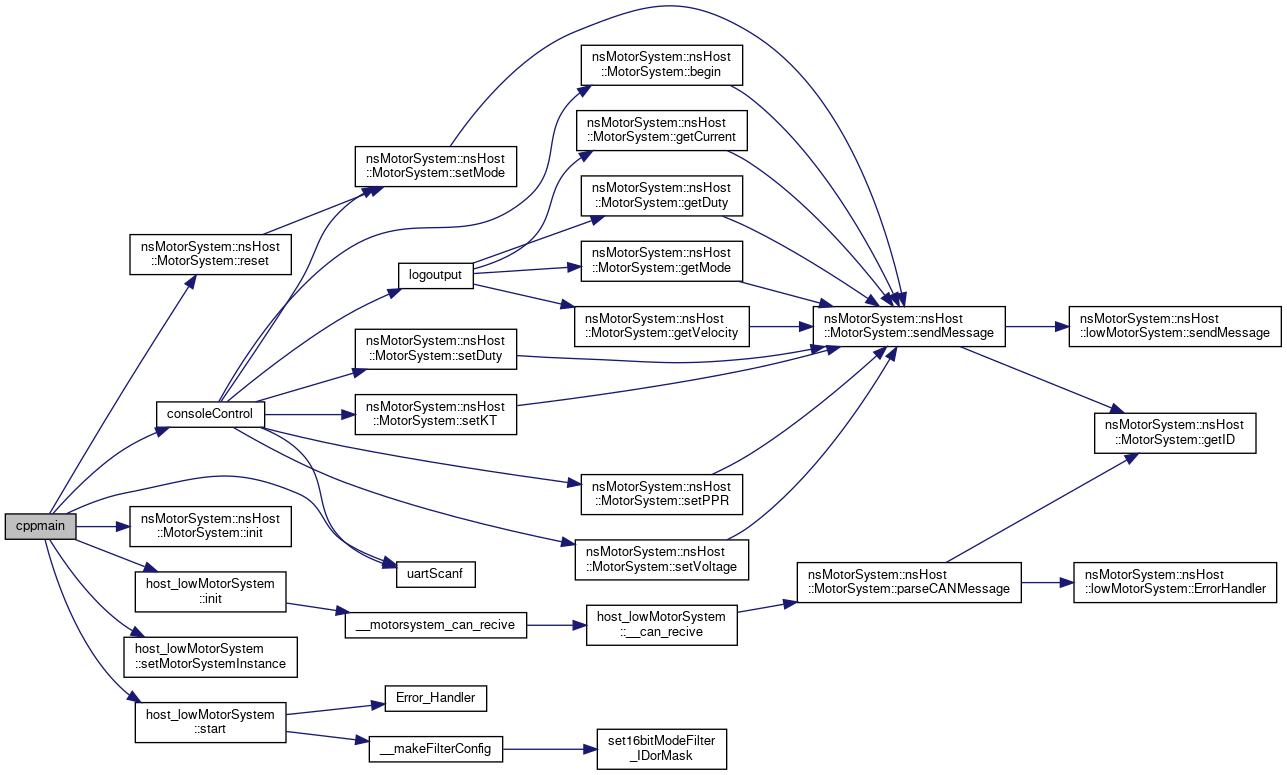 cppmain
nsMotorSystem::nsHost
::MotorSystem::reset
consoleControl
nsMotorSystem::nsHost
::MotorSystem::init
host_lowMotorSystem
::init
host_lowMotorSystem
::setMotorSystemInstance
host_lowMotorSystem
::start
nsMotorSystem::nsHost
::MotorSystem::setMode
logoutput
nsMotorSystem::nsHost
::MotorSystem::setDuty
nsMotorSystem::nsHost
::MotorSystem::setKT
uartScanf
__motorsystem_can_recive
Error_Handler
__makeFilterConfig
nsMotorSystem::nsHost
::MotorSystem::begin
nsMotorSystem::nsHost
::MotorSystem::getCurrent
nsMotorSystem::nsHost
::MotorSystem::getDuty
nsMotorSystem::nsHost
::MotorSystem::getMode
nsMotorSystem::nsHost
::MotorSystem::getVelocity
nsMotorSystem::nsHost
::MotorSystem::setPPR
nsMotorSystem::nsHost
::MotorSystem::setVoltage
host_lowMotorSystem
::__can_recive
set16bitModeFilter
_IDorMask
nsMotorSystem::nsHost
::MotorSystem::sendMessage
nsMotorSystem::nsHost
::MotorSystem::parseCANMessage
nsMotorSystem::nsHost
::lowMotorSystem::sendMessage
nsMotorSystem::nsHost
::MotorSystem::getID
nsMotorSystem::nsHost
::lowMotorSystem::ErrorHandler